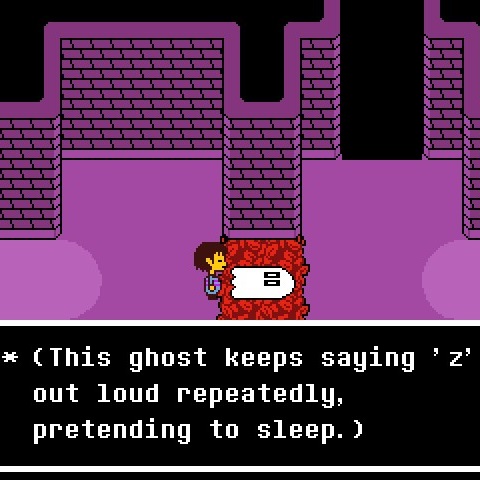 * (This ghost keeps saying 'z'
out loud repeatedly,
pretending to sleep.)